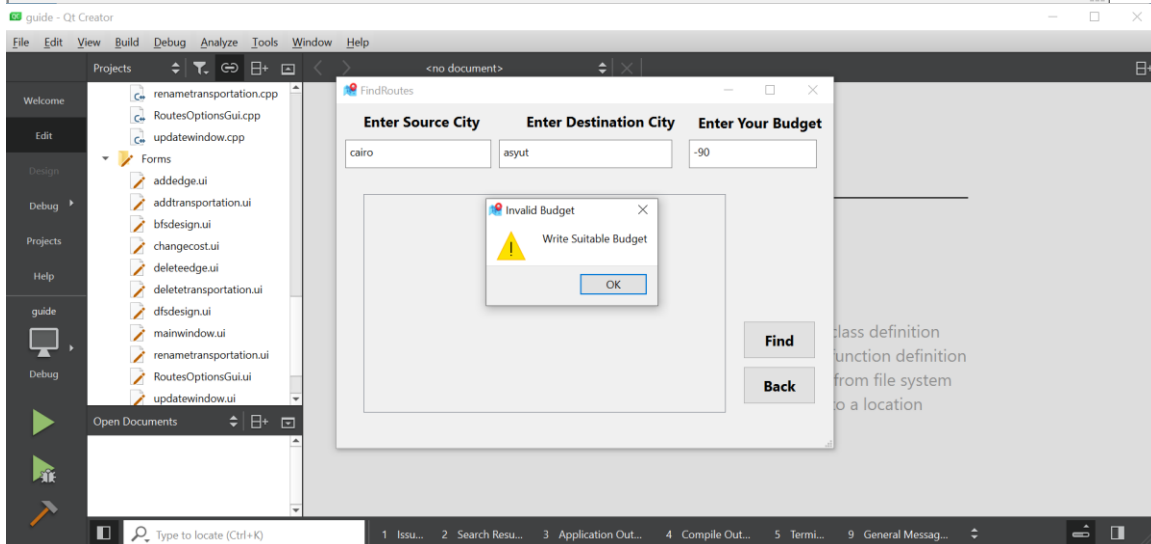 guide - Qt Creator
File Edit View Build Debug Analyze Tools Window Help
Projects
<no document>
Welcome
Edit
Design
Debug
Projects
Help
guide
Debug
renametransportation.cpp
RoutesOptionsGui.cpp
updatewindow.cpp
Forms
addedge.ui
addtransportation.ui
bfsdesign.ui
changecost.ui
deleteedge.ui
deletetransportation.ui
dfsdesign.ui
mainwindow.ui
renametransportation.ui
RoutesOptionsGui.ui
updatewindow.ui
Open Documents
FindRoutes
Enter Source City Enter Destination City Enter Your Budget
cairo asyut -90
Invalid Budget
Write Suitable Budget
OK
Find
Back
class definition
function definition
from file system
to a location
Type to locate (Ctrl+K)
1 Issu... 2 Search Resu... 3 Application Out... 4 Compile Out... 5 Termi... 9 General Messag...